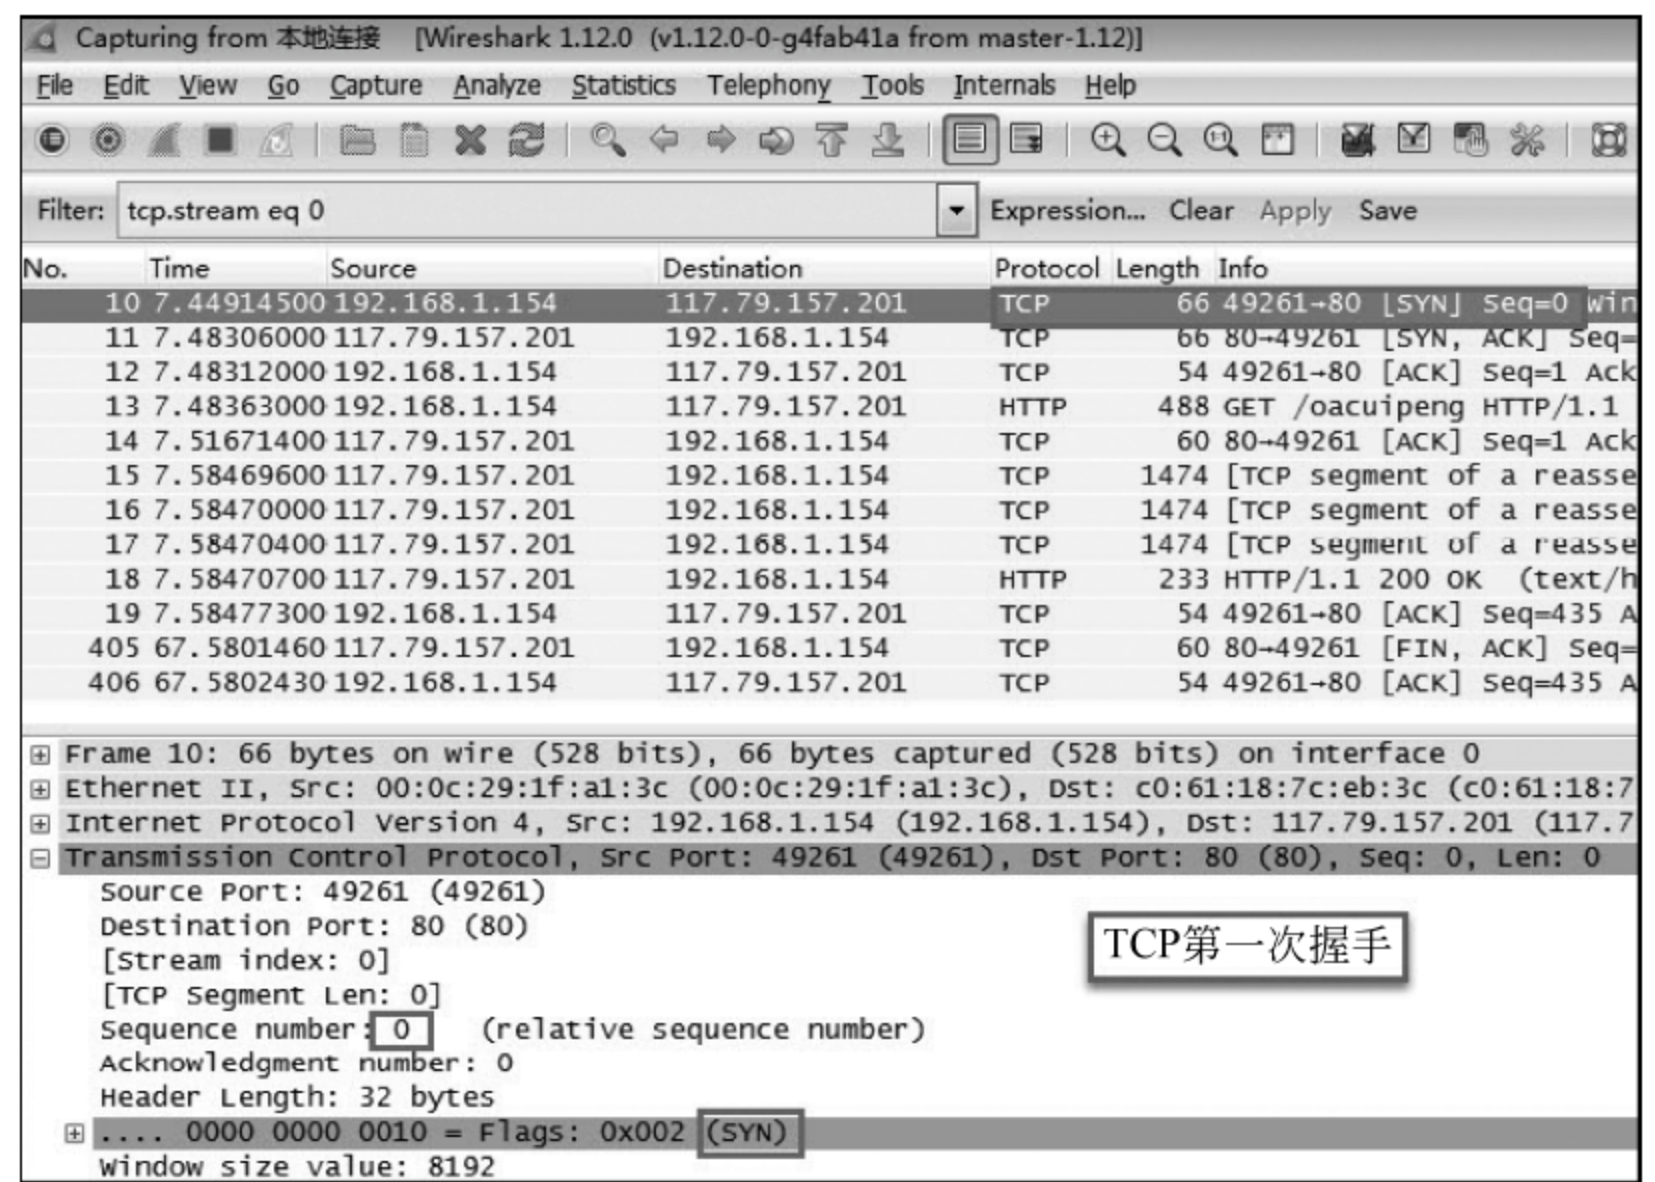 Capturing from 本地连接 [Wireshark 1.12.0 (v1.12.0-0-g4fab41a from master-1.12)]
File Edit View Go Capture Analyze Statistics Telephony Tools Internals Help
Filter: tcp.stream eq 0 Expression... Clear Apply Save
No. Time Source Destination Protocol Length Info
10 7.44914500 192.168.1.154 117.79.157.201 TCP 66 49261→80 [SYN] Seq=0 Win
11 7.48306000 117.79.157.201 192.168.1.154 TCP 66 80→49261 [SYN, ACK] Seq=
12 7.48312000 192.168.1.154 117.79.157.201 TCP 54 49261→80 [ACK] Seq=1 Ack
13 7.48363000 192.168.1.154 117.79.157.201 HTTP 488 GET /oacuipeng HTTP/1.1
14 7.51671400 117.79.157.201 192.168.1.154 TCP 60 80→49261 [ACK] Seq=1 Ack
15 7.58469600 117.79.157.201 192.168.1.154 TCP 1474 [TCP segment of a reasse
16 7.58470000 117.79.157.201 192.168.1.154 TCP 1474 [TCP segment of a reasse
17 7.58470400 117.79.157.201 192.168.1.154 TCP 1474 [TCP segment of a reasse
18 7.58470700 117.79.157.201 192.168.1.154 HTTP 233 HTTP/1.1 200 OK (text/h
19 7.58477300 192.168.1.154 117.79.157.201 TCP 54 49261→80 [ACK] Seq=435 A
405 67.5801460 117.79.157.201 192.168.1.154 TCP 60 80→49261 [FIN, ACK] Seq=
406 67.5802430 192.168.1.154 117.79.157.201 TCP 54 49261→80 [ACK] Seq=435 A
Frame 10: 66 bytes on wire (528 bits), 66 bytes captured (528 bits) on interface 0
Ethernet II, Src: 00:0c:29:1f:a1:3c (00:0c:29:1f:a1:3c), Dst: c0:61:18:7c:eb:3c (c0:61:18:7
Internet Protocol Version 4, Src: 192.168.1.154 (192.168.1.154), Dst: 117.79.157.201 (117.7
Transmission Control Protocol, Src Port: 49261 (49261), Dst Port: 80 (80), Seq: 0, Len: 0
Source Port: 49261 (49261)
Destination Port: 80 (80)
TCP第一次握手
[Stream index: 0]
[TCP Segment Len: 0]
Sequence number: 0 (relative sequence number)
Acknowledgment number: 0
Header Length: 32 bytes
.... 0000 0000 0010 = Flags: 0x002 (SYN)
Window size value: 8192